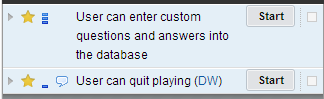 User can enter custom Start
questions and answers into
the database
User can quit playing (DW) Start